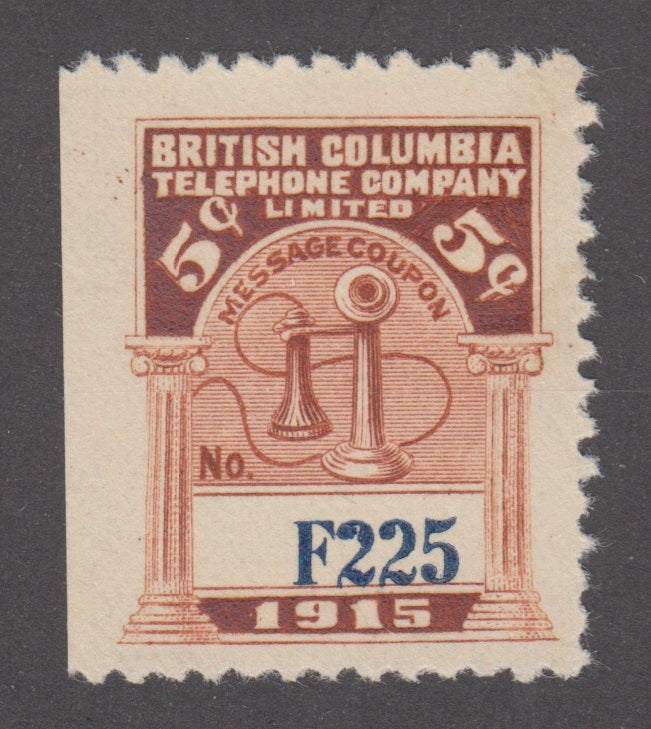 BRITISH COLUMBIA
TELEPHONE COMPANY
LIMITED
5¢ 5¢
MESSAGE COUPON
No.
F225
1915